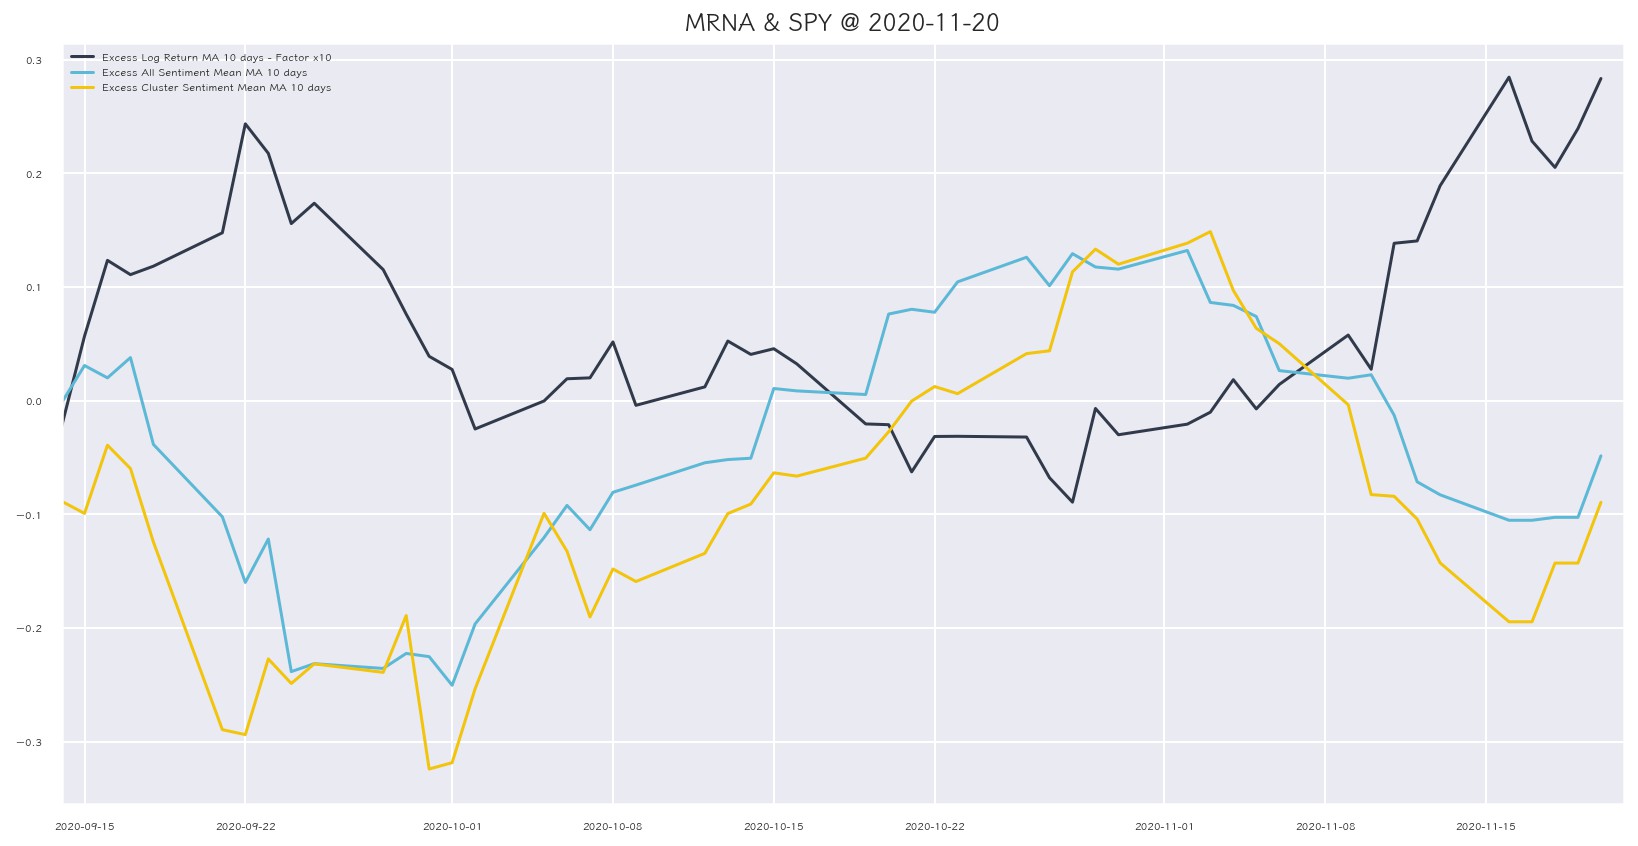 MRNA & SPY @ 2020-11-20
Excess Log Return MA 10 days - Factor x10
Excess All Sentiment Mean MA 10 days
Excess Cluster Sentiment Mean MA 10 days
0.3
0.2
0.1
0.0
−0.1
−0.2
−0.3
2020-09-15 2020-09-22 2020-10-01 2020-10-08 2020-10-15 2020-10-22 2020-11-01 2020-11-08 2020-11-15